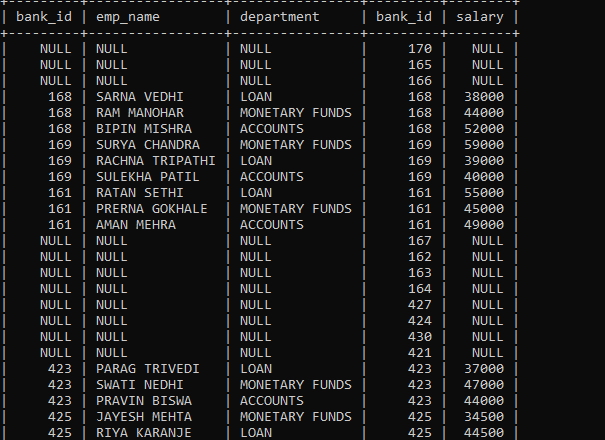 +---------+-----------------+----------------+---------+--------+
| bank_id | emp_name        | department     | bank_id | salary |
+---------+-----------------+----------------+---------+--------+
|    NULL | NULL            | NULL           |     170 |   NULL |
|    NULL | NULL            | NULL           |     165 |   NULL |
|    NULL | NULL            | NULL           |     166 |   NULL |
|     168 | SARNA VEDHI     | LOAN           |     168 |  38000 |
|     168 | RAM MANOHAR     | MONETARY FUNDS |     168 |  44000 |
|     168 | BIPIN MISHRA    | ACCOUNTS       |     168 |  52000 |
|     169 | SURYA CHANDRA   | MONETARY FUNDS |     169 |  59000 |
|     169 | RACHNA TRIPATHI | LOAN           |     169 |  39000 |
|     169 | SULEKHA PATIL   | ACCOUNTS       |     169 |  40000 |
|     161 | RATAN SETHI     | LOAN           |     161 |  55000 |
|     161 | PRERNA GOKHALE  | MONETARY FUNDS |     161 |  45000 |
|     161 | AMAN MEHRA      | ACCOUNTS       |     161 |  49000 |
|    NULL | NULL            | NULL           |     167 |   NULL |
|    NULL | NULL            | NULL           |     162 |   NULL |
|    NULL | NULL            | NULL           |     163 |   NULL |
|    NULL | NULL            | NULL           |     164 |   NULL |
|    NULL | NULL            | NULL           |     427 |   NULL |
|    NULL | NULL            | NULL           |     424 |   NULL |
|    NULL | NULL            | NULL           |     430 |   NULL |
|    NULL | NULL            | NULL           |     421 |   NULL |
|     423 | PARAG TRIVEDI   | LOAN           |     423 |  37000 |
|     423 | SWATI NEDHI     | MONETARY FUNDS |     423 |  47000 |
|     423 | PRAVIN BISWA    | ACCOUNTS       |     423 |  44000 |
|     425 | JAYESH MEHTA    | MONETARY FUNDS |     425 |  34500 |
|     425 | RIYA KARANJE    | LOAN           |     425 |  44500 |